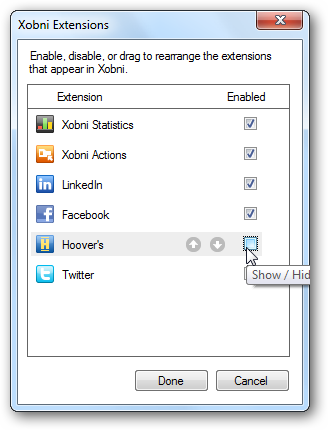 Xobni Extensions
Enable, disable, or drag to rearrange the extensions
that appear in Xobni.
Extension Enabled
Xobni Statistics
Xobni Actions
in LinkedIn
f Facebook
H Hoover's
t Twitter
Show / Hid
Done Cancel